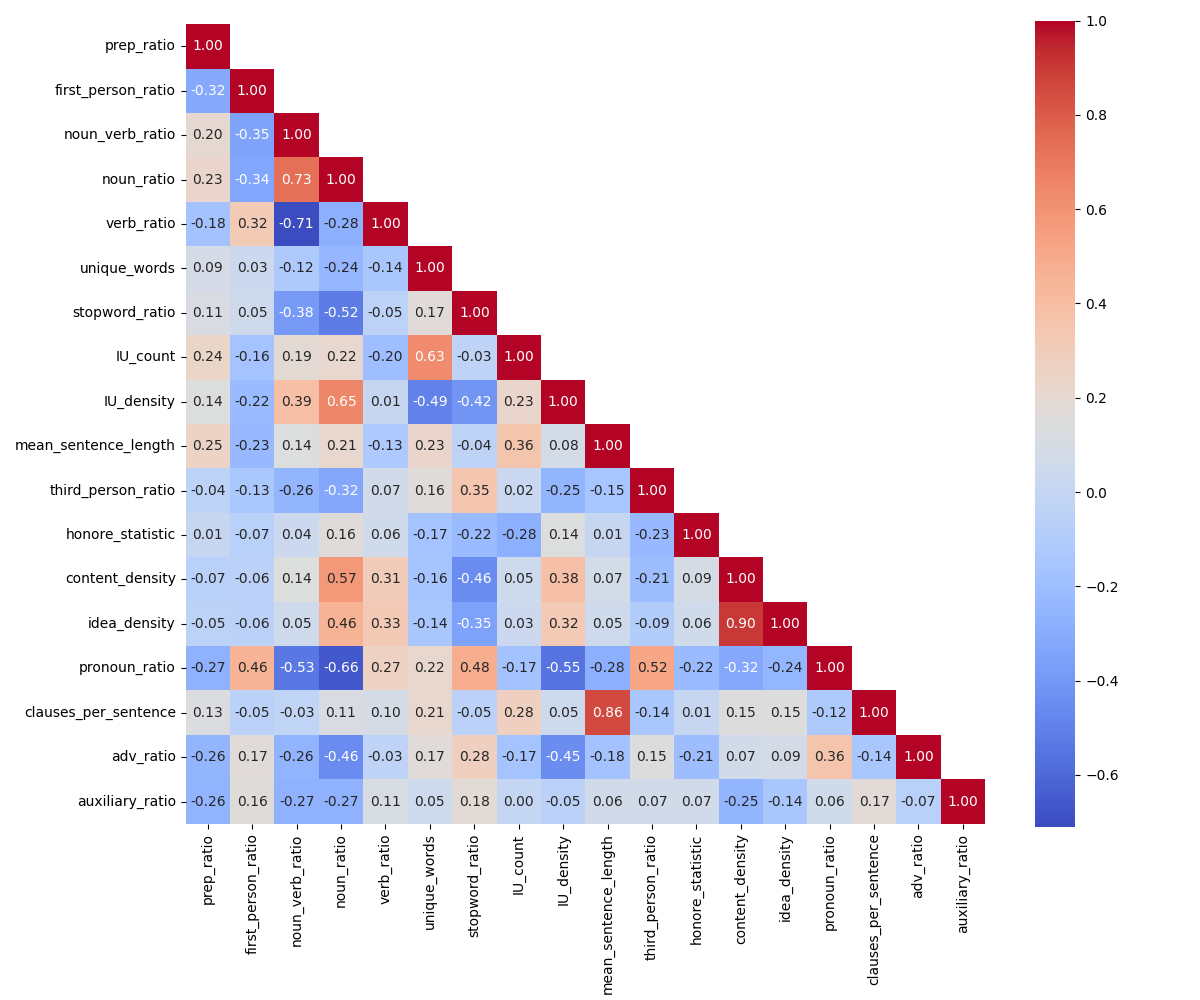 prep_ratio 1.00
first_person_ratio -0.32 1.00
noun_verb_ratio 0.20 -0.35 1.00
noun_ratio 0.23 -0.34 0.73 1.00
verb_ratio -0.18 0.32 -0.71 -0.28 1.00
unique_words 0.09 0.03 -0.12 -0.24 -0.14 1.00
stopword_ratio 0.11 0.05 -0.38 -0.52 -0.05 0.17 1.00
IU_count 0.24 -0.16 0.19 0.22 -0.20 0.63 -0.03 1.00
IU_density 0.14 -0.22 0.39 0.65 0.01 -0.49 -0.42 0.23 1.00
mean_sentence_length 0.25 -0.23 0.14 0.21 -0.13 0.23 -0.04 0.36 0.08 1.00
third_person_ratio -0.04 -0.13 -0.26 -0.32 0.07 0.16 0.35 0.02 -0.25 -0.15 1.00
honore_statistic 0.01 -0.07 0.04 0.16 0.06 -0.17 -0.22 -0.28 0.14 0.01 -0.23 1.00
content_density -0.07 -0.06 0.14 0.57 0.31 -0.16 -0.46 0.05 0.38 0.07 -0.21 0.09 1.00
idea_density -0.05 -0.06 0.05 0.46 0.33 -0.14 -0.35 0.03 0.32 0.05 -0.09 0.06 0.90 1.00
pronoun_ratio -0.27 0.46 -0.53 -0.66 0.27 0.22 0.48 -0.17 -0.55 -0.28 0.52 -0.22 -0.32 -0.24 1.00
clauses_per_sentence 0.13 -0.05 -0.03 0.11 0.10 0.21 -0.05 0.28 0.05 0.86 -0.14 0.01 0.15 0.15 -0.12 1.00
adv_ratio -0.26 0.17 -0.26 -0.46 -0.03 0.17 0.28 -0.17 -0.45 -0.18 0.15 -0.21 0.07 0.09 0.36 -0.14 1.00
auxiliary_ratio -0.26 0.16 -0.27 -0.27 0.11 0.05 0.18 0.00 -0.05 0.06 0.07 0.07 -0.25 -0.14 0.06 0.17 -0.07 1.00
prep_ratio
first_person_ratio
noun_verb_ratio
noun_ratio
verb_ratio
unique_words
stopword_ratio
IU_count
IU_density
mean_sentence_length
third_person_ratio
honore_statistic
content_density
idea_density
pronoun_ratio
clauses_per_sentence
adv_ratio
auxiliary_ratio
1.0
0.8
0.6
0.4
0.2
0.0
−0.2
−0.4
−0.6